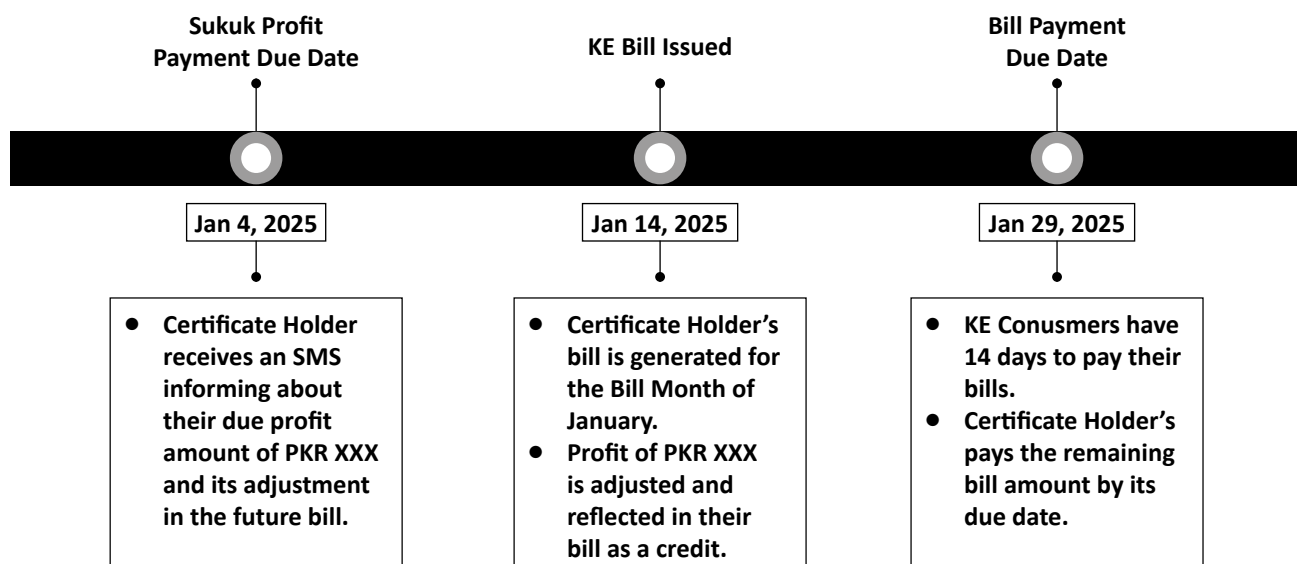 Sukuk Profit
Payment Due Date
KE Bill Issued
Bill Payment
Due Date
Jan 4, 2025
Jan 14, 2025
Jan 29, 2025
● Certificate Holder
receives an SMS
informing about
their due profit
amount of PKR XXX
and its adjustment
in the future bill.
● Certificate Holder’s
bill is generated for
the Bill Month of
January.
● Profit of PKR XXX
is adjusted and
reflected in their
bill as a credit.
● KE Conusmers have
14 days to pay their
bills.
● Certificate Holder’s
pays the remaining
bill amount by its
due date.